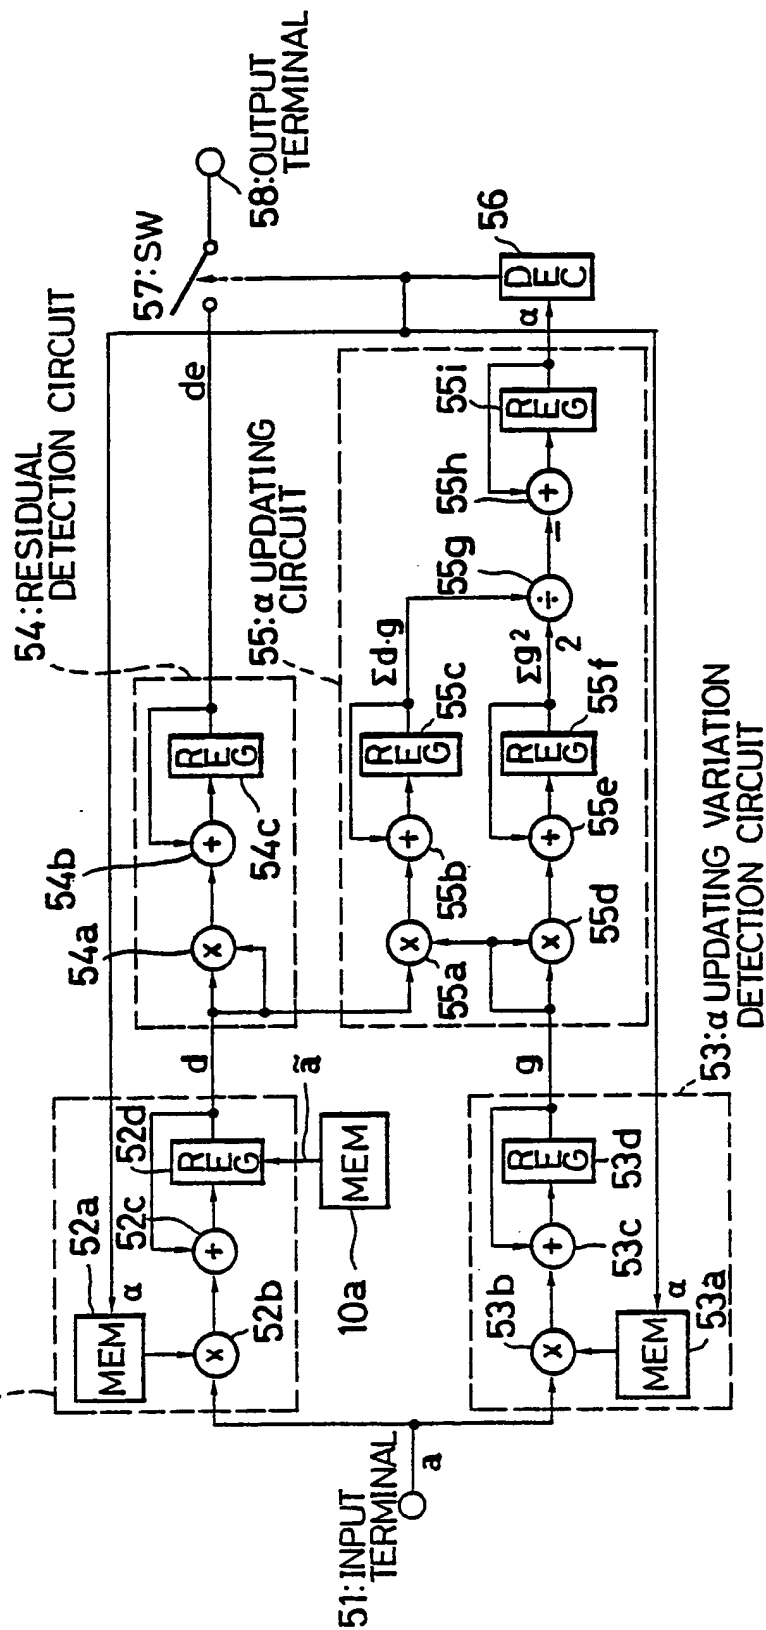 51:INPUT
TERMINAL
a
52a
MEM
α
×
52b
+
52c
REG
52d
MEM
10a
ã
d
54:RESIDUAL
DETECTION CIRCUIT
54a
×
54b
+
REG
54c
de
57:SW
58:OUTPUT
TERMINAL
53a
MEM
α
53b
×
+
53c
REG
53d
g
53:α UPDATING VARIATION
DETECTION CIRCUIT
55:α UPDATING
CIRCUIT
×
55a
+
55b
REG
55c
Σd·g
×
55d
+
55e
REG
55f
Σg²
2
÷
55g
−
+
55h
REG
55i
α
DEC
56